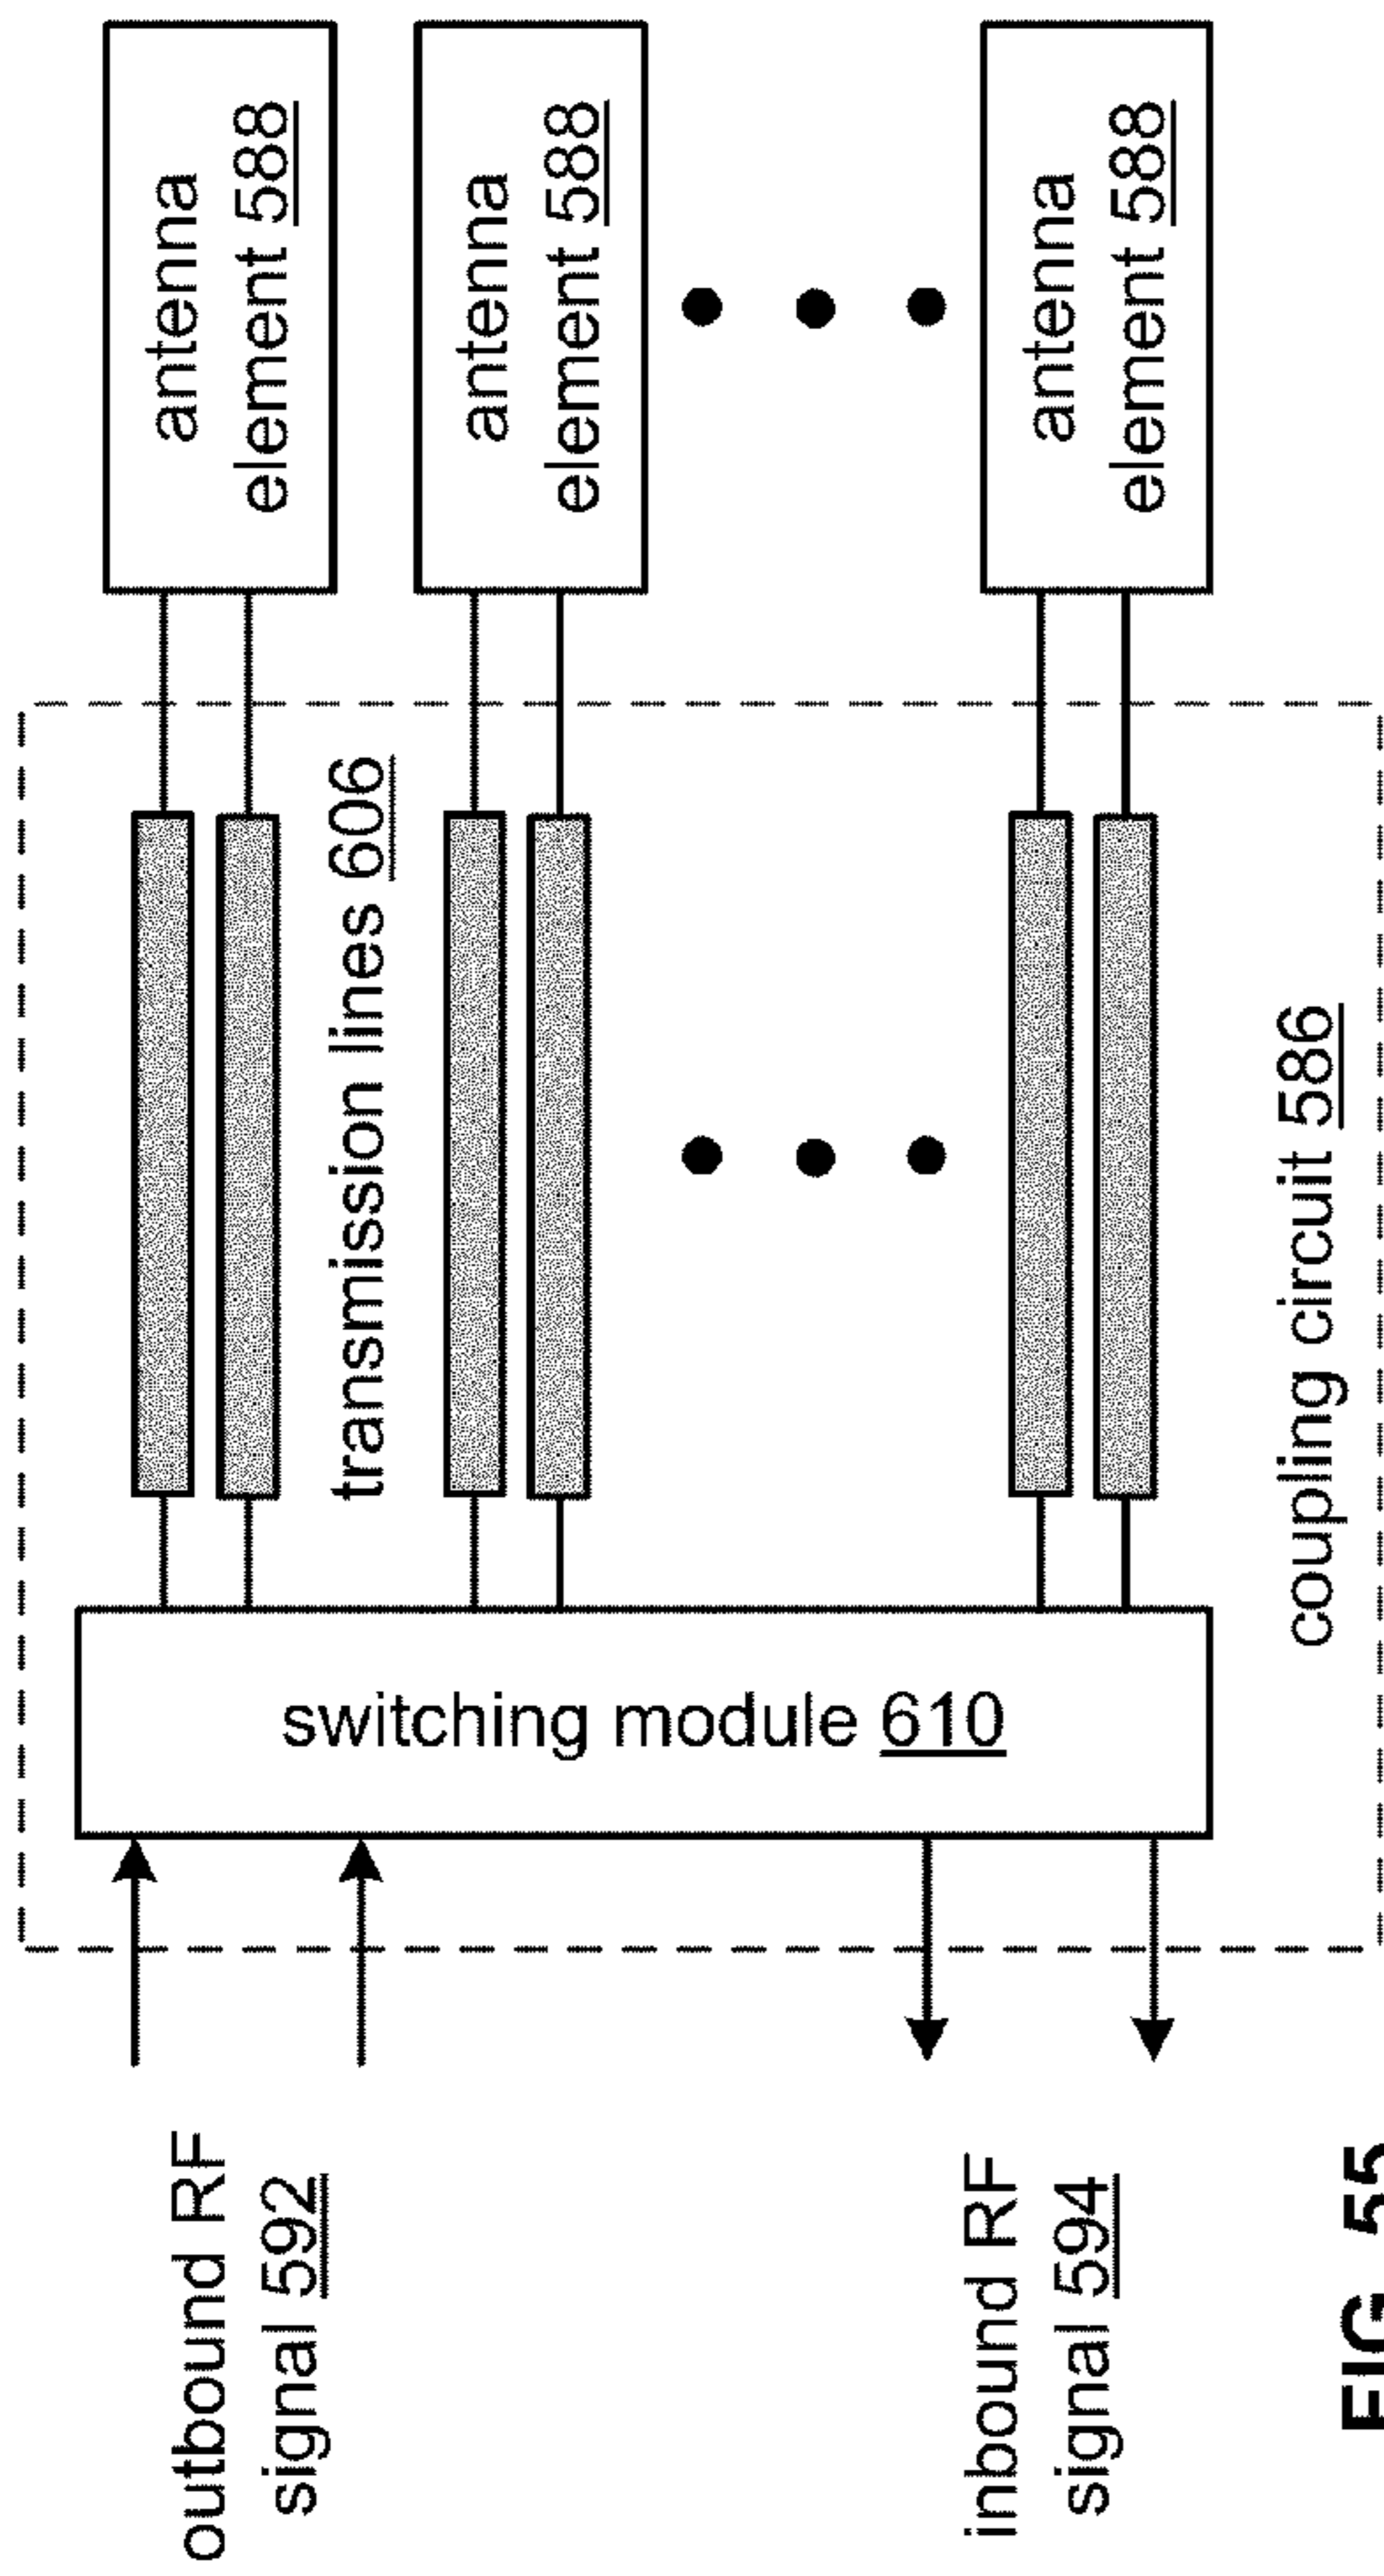 antenna
element 588
antenna
element 588
antenna
element 588
transmission lines 606
coupling circuit 586
switching module 610
outbound RF
signal 592
inbound RF
signal 594
FIG. 55